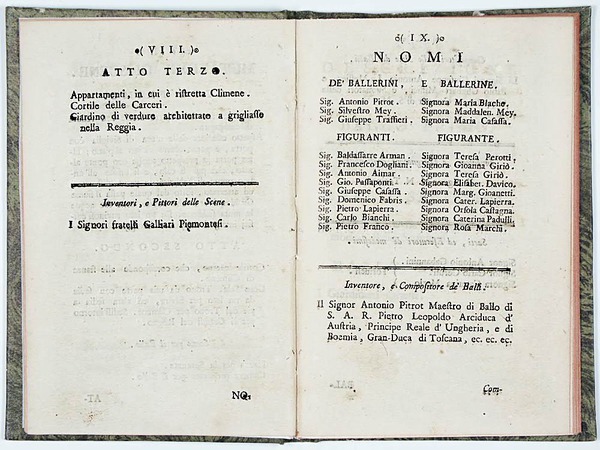 ( VIII. )
ATTO TERZO.
Appartamenti, in cui è ristretta Climene.
Cortile delle Carceri.
Giardino di verdure architettate a grigliasso
nella Reggia.
Inventori, e Pittori delle Scene.
I Signori fratelli Galliari Piemontesi.
NO-
( IX. )
NOMI
DE' BALLERINI, E BALLERINE.
Sig. Antonio Pitrot. Signora Maria Blache.
Sig. Silvestro Mey. Signora Maddalen. Mey.
Sig. Giuseppe Traffieri. Signora Maria Casassa.
FIGURANTI. FIGURANTE.
Sig. Baldassarre Arman. Signora Teresa Perotti,
Sig. Francesco Dogliani. Signora Gioanna Giriò.
Sig. Antonio Aimar. Signora Teresa Giriò.
Sig. Gio. Passaponti. Signora Elisabet. Davico.
Sig. Giuseppe Casassa. Signora Marg. Gioanetti.
Sig. Domenico Fabris. Signora Cater. Lapierra.
Sig. Pietro Lapierra. Signora Orsola Castagna.
Sig. Carlo Bianchi. Signora Caterina Padulli.
Sig. Pietro Franco. Signora Rosa Marchi.
Inventore, e Compositore de' Balli.
Il Signor Antonio Pitrot Maestro di Ballo di
S. A. R. Pietro Leopoldo Arciduca d'
Austria, Principe Reale d' Ungheria, e di
Boemia, Gran-Duca di Toscana, ec. ec. ec.
Com-